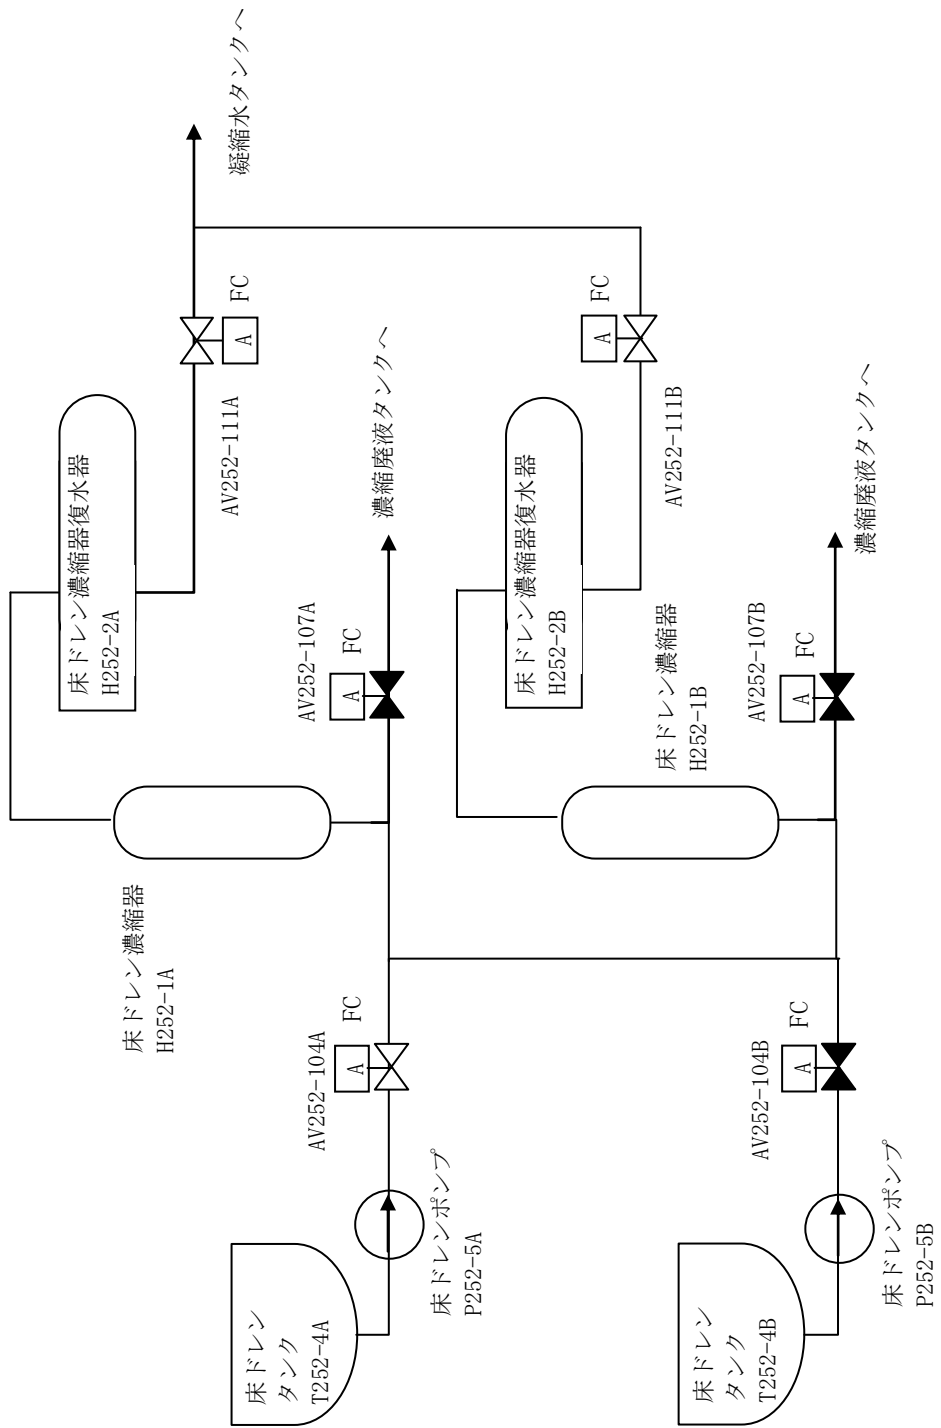 床ドレン
タンク
T252-4A
床ドレンポンプ
P252-5A
AV252-104A
A
FC
床ドレン濃縮器
H252-1A
床ドレン濃縮器復水器
H252-2A
AV252-107A
A
FC
濃縮廃液タンクへ
AV252-111A
A
FC
凝縮水タンクへ
床ドレン
タンク
T252-4B
床ドレンポンプ
P252-5B
AV252-104B
A
FC
床ドレン濃縮器
H252-1B
床ドレン濃縮器復水器
H252-2B
AV252-107B
A
FC
濃縮廃液タンクへ
AV252-111B
A
FC